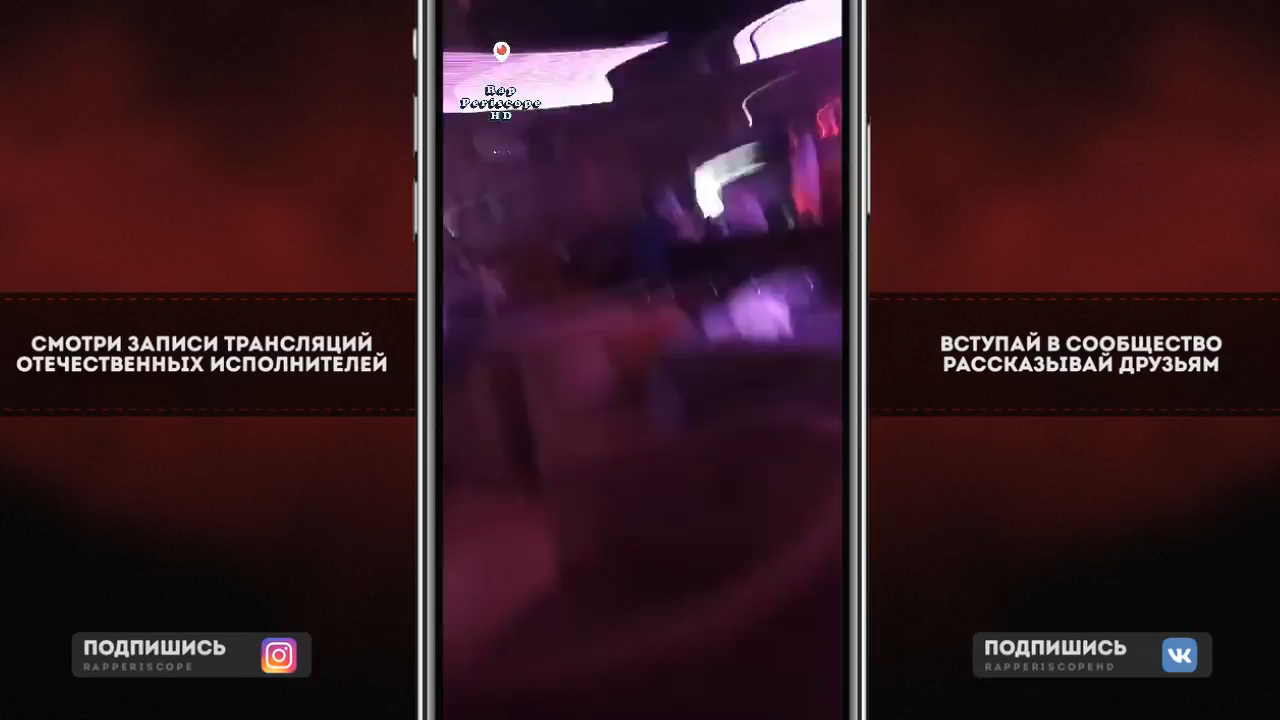 Rap
Periscope
HD
СМОТРИ ЗАПИСИ ТРАНСЛЯЦИЙ
ОТЕЧЕСТВЕННЫХ ИСПОЛНИТЕЛЕЙ
ВСТУПАЙ В СООБЩЕСТВО
РАССКАЗЫВАЙ ДРУЗЬЯМ
ПОДПИШИСЬ
RAPPERISCOPE
ПОДПИШИСЬ
RAPPERISCOPEHD